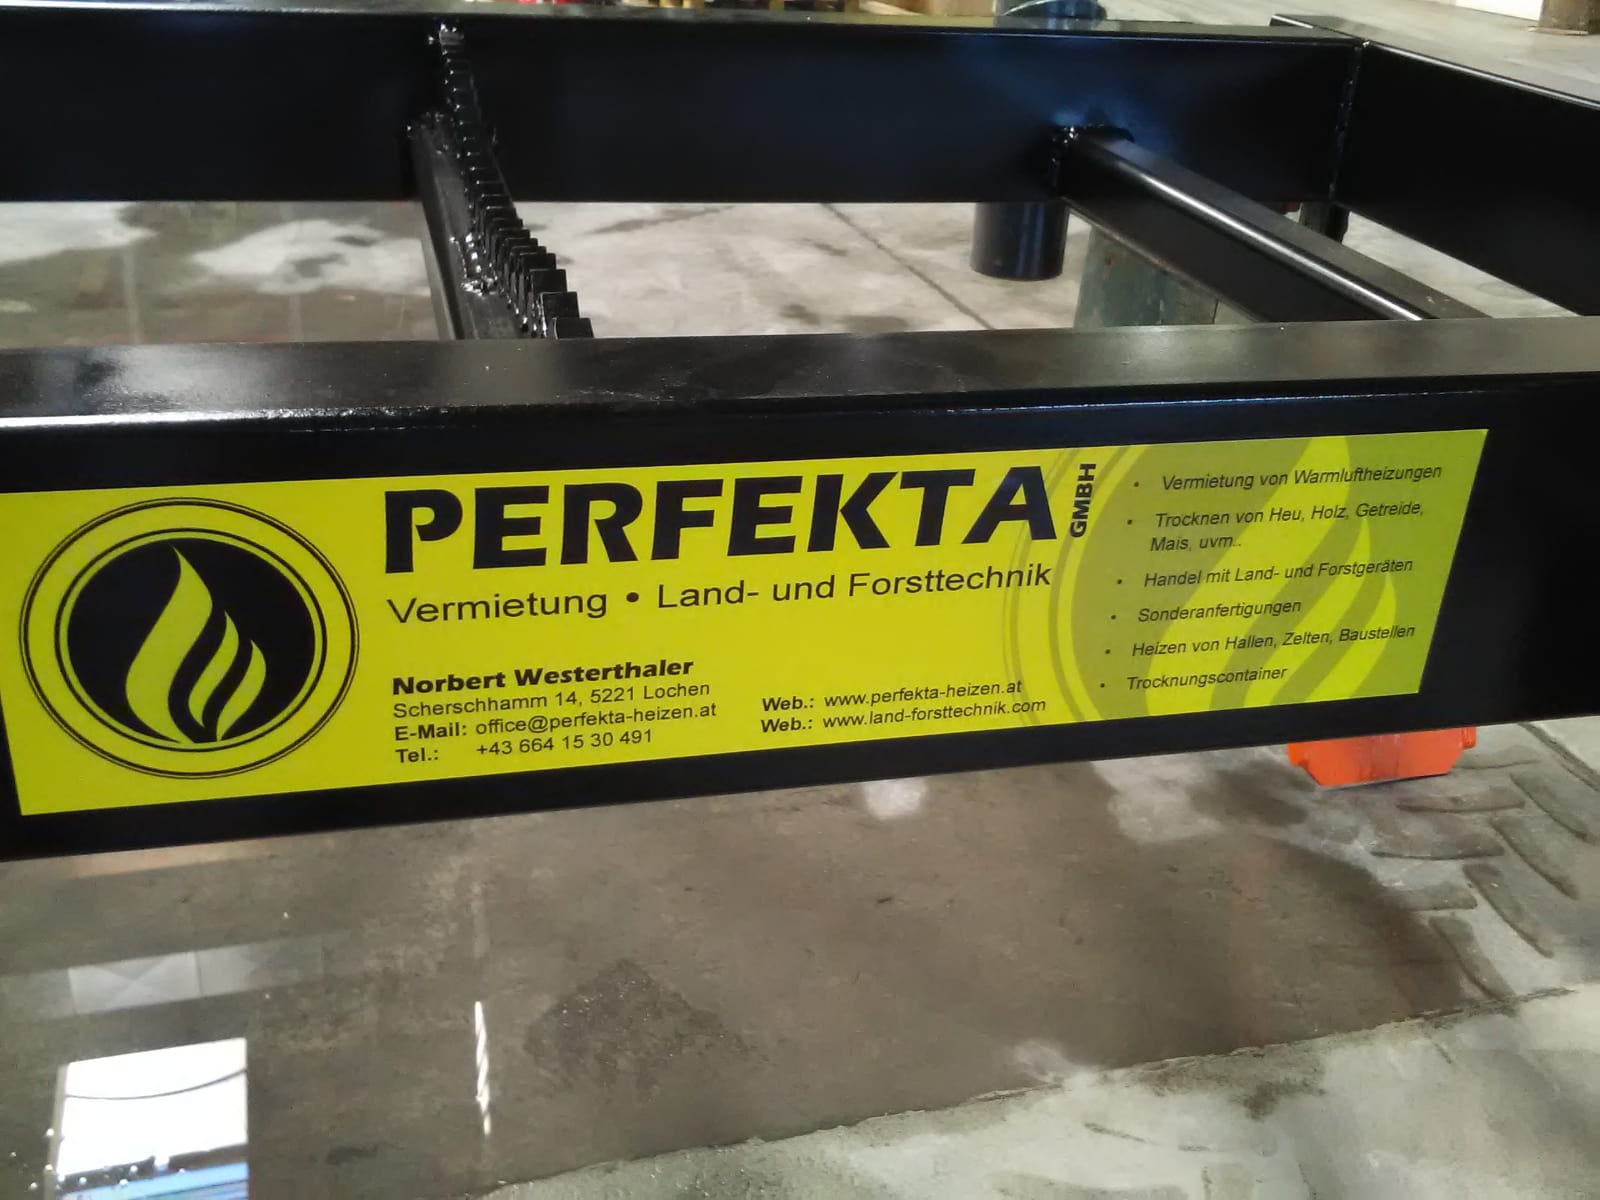 PERFEKTA GMBH
Vermietung • Land- und Forsttechnik
Norbert Westerthaler
Scherschhamm 14, 5221 Lochen
E-Mail: office@perfekta-heizen.at
Tel.: +43 664 15 30 491
Web.: www.perfekta-heizen.at
Web.: www.land-forsttechnik.com
• Vermietung von Warmluftheizungen
• Trocknen von Heu, Holz, Getreide,
Mais, uvm..
• Handel mit Land- und Forstgeräten
• Sonderanfertigungen
• Heizen von Hallen, Zelten, Baustellen
• Trocknungscontainer